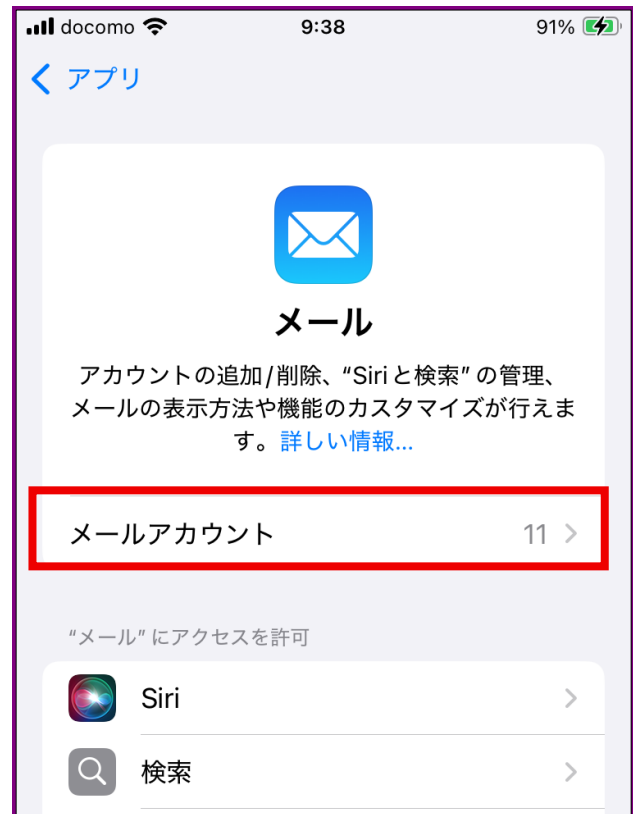 docomo 9:38 91%
アプリ
メール
アカウントの追加/削除、“Siriと検索” の管理、
メールの表示方法や機能のカスタマイズが行えま
す。詳しい情報...
メールアカウント 11
“メール” にアクセスを許可
Siri
検索